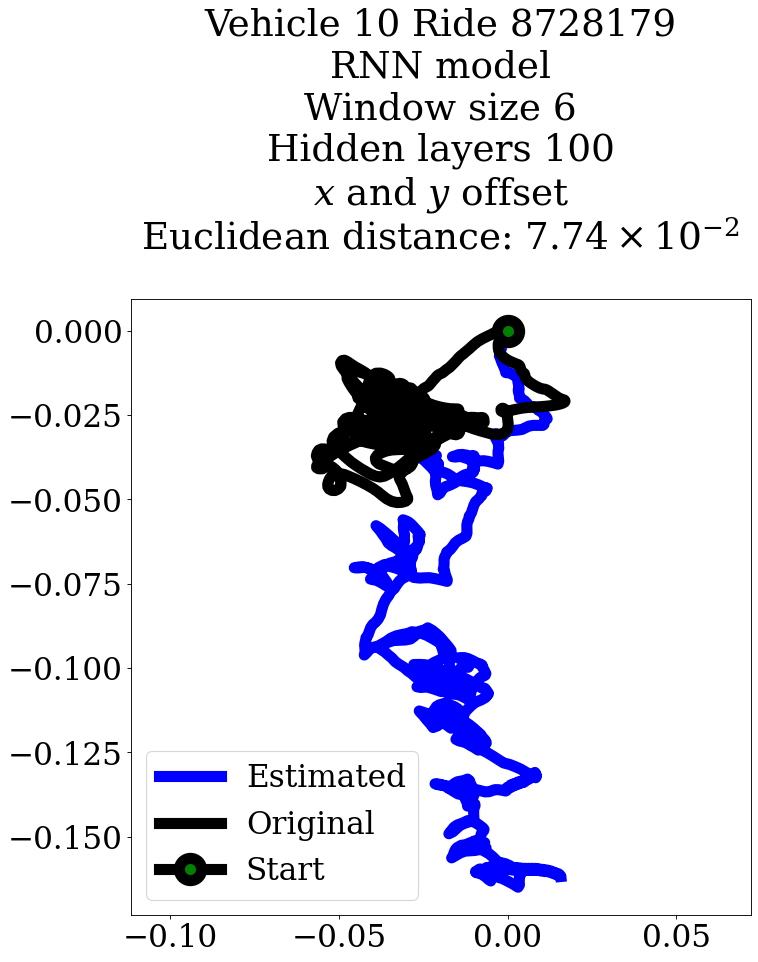 Vehicle 10 Ride 8728179
RNN model
Window size 6
Hidden layers 100
x and y offset
Euclidean distance: 7.74 × 10⁻²
0.000
−0.025
−0.050
−0.075
−0.100
−0.125
−0.150
Estimated
Original
Start
−0.10
−0.05
0.00
0.05